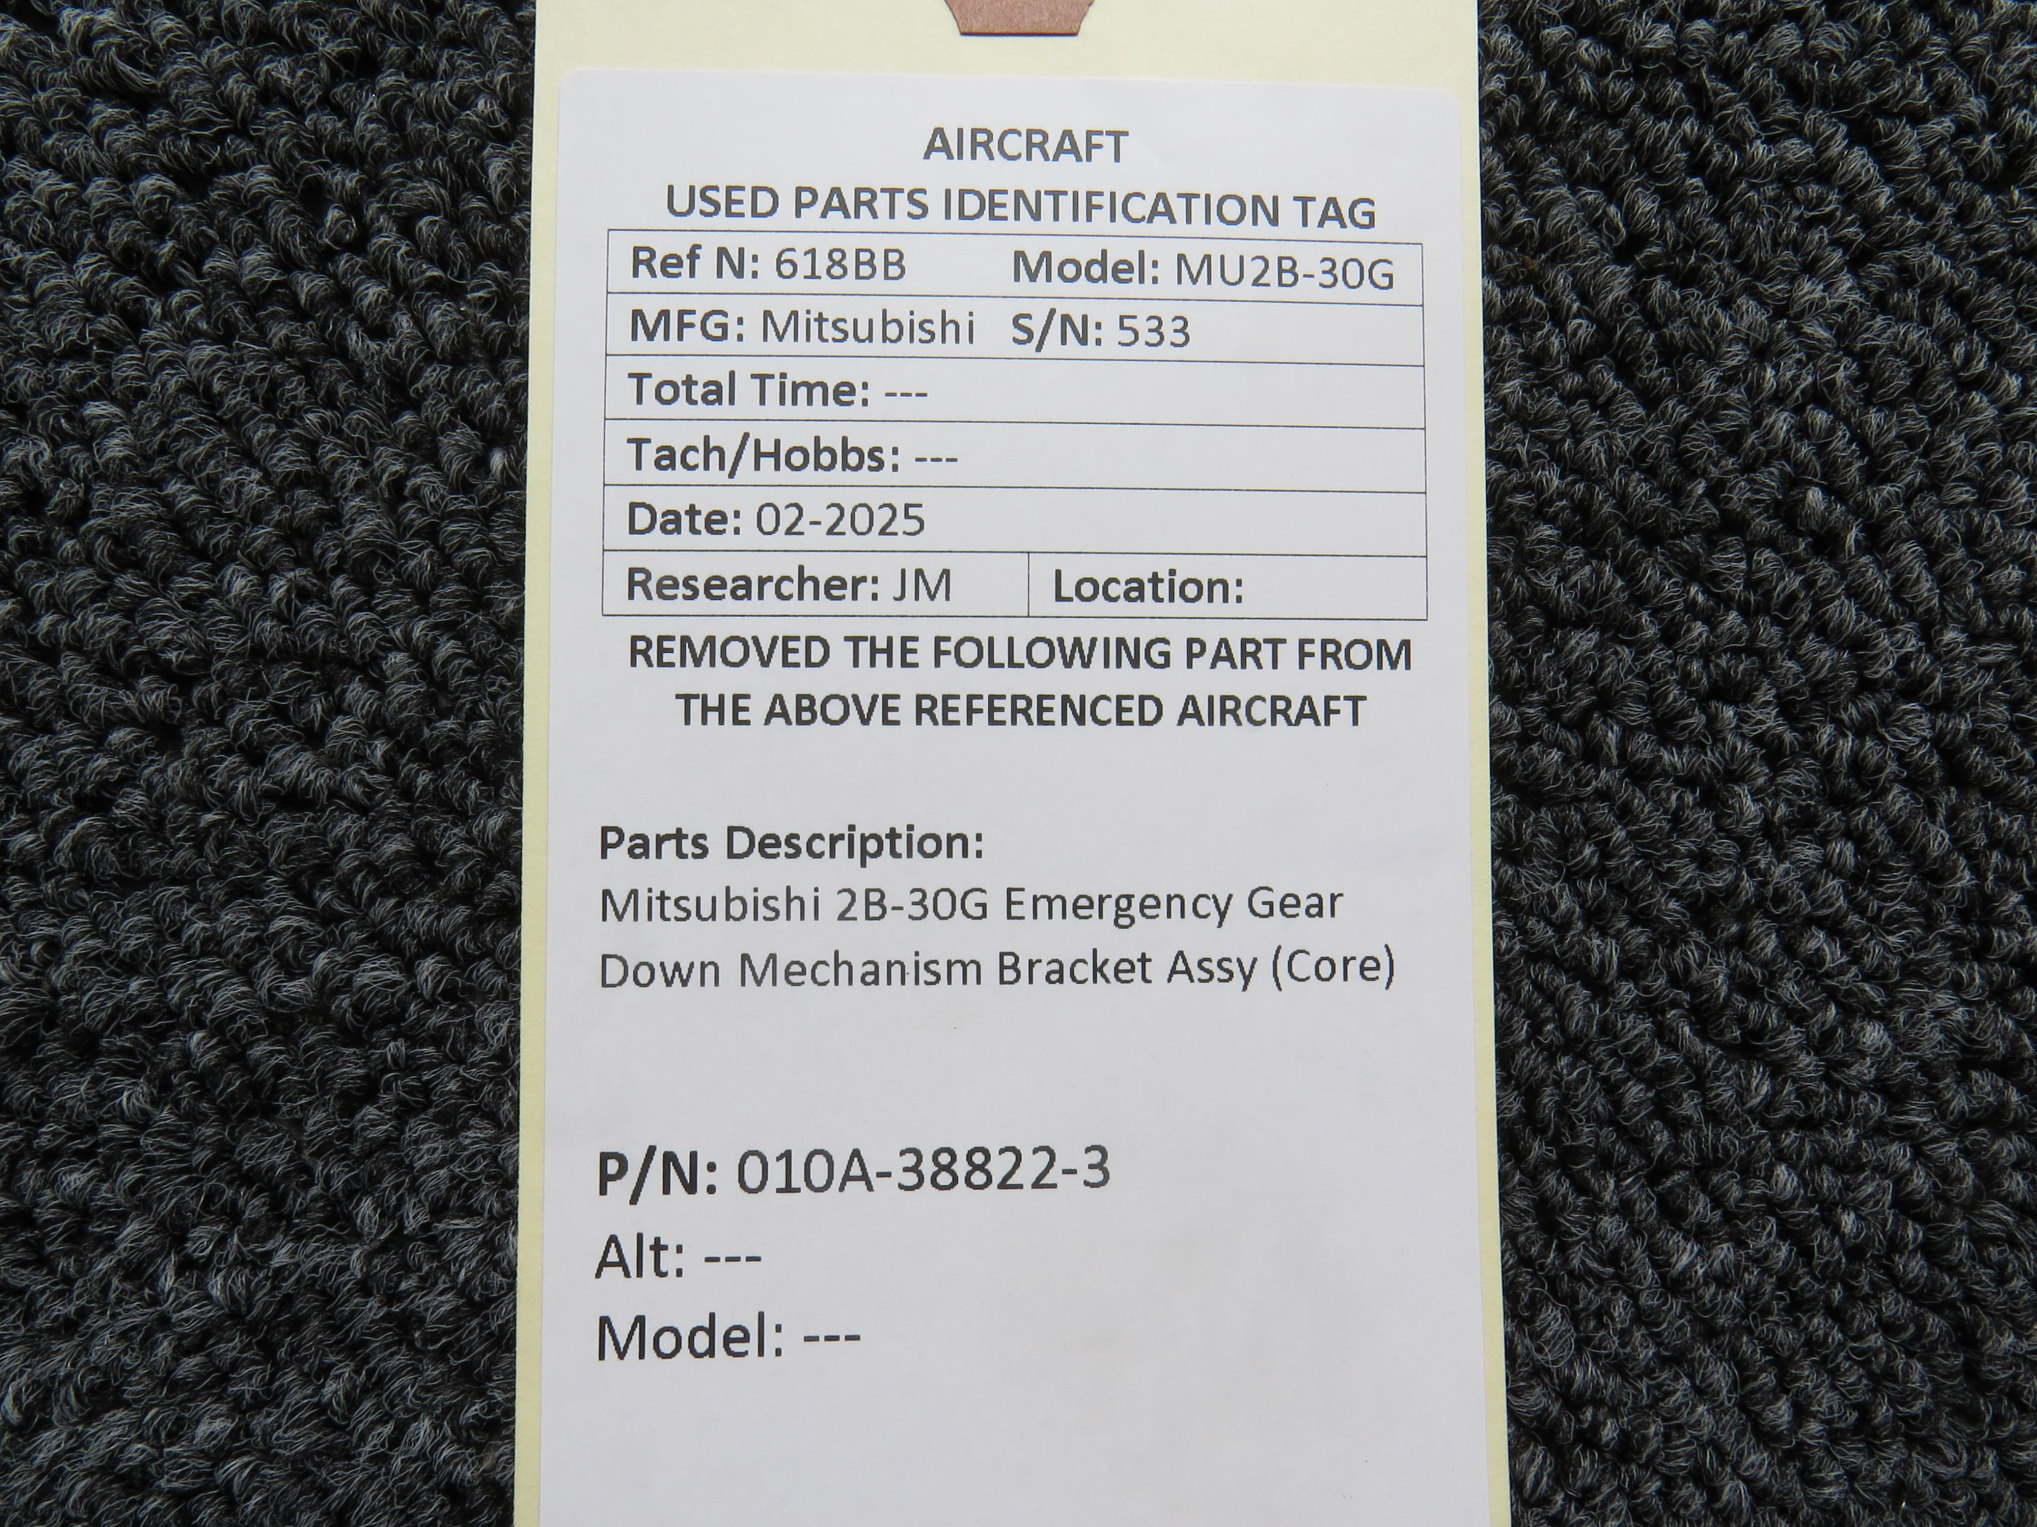 AIRCRAFT
USED PARTS IDENTIFICATION TAG
Ref N: 618BB Model: MU2B-30G
MFG: Mitsubishi S/N: 533
Total Time: ---
Tach/Hobbs: ---
Date: 02-2025
Researcher: JM Location:
REMOVED THE FOLLOWING PART FROM
THE ABOVE REFERENCED AIRCRAFT
Parts Description:
Mitsubishi 2B-30G Emergency Gear
Down Mechanism Bracket Assy (Core)
P/N: 010A-38822-3
Alt: ---
Model: ---